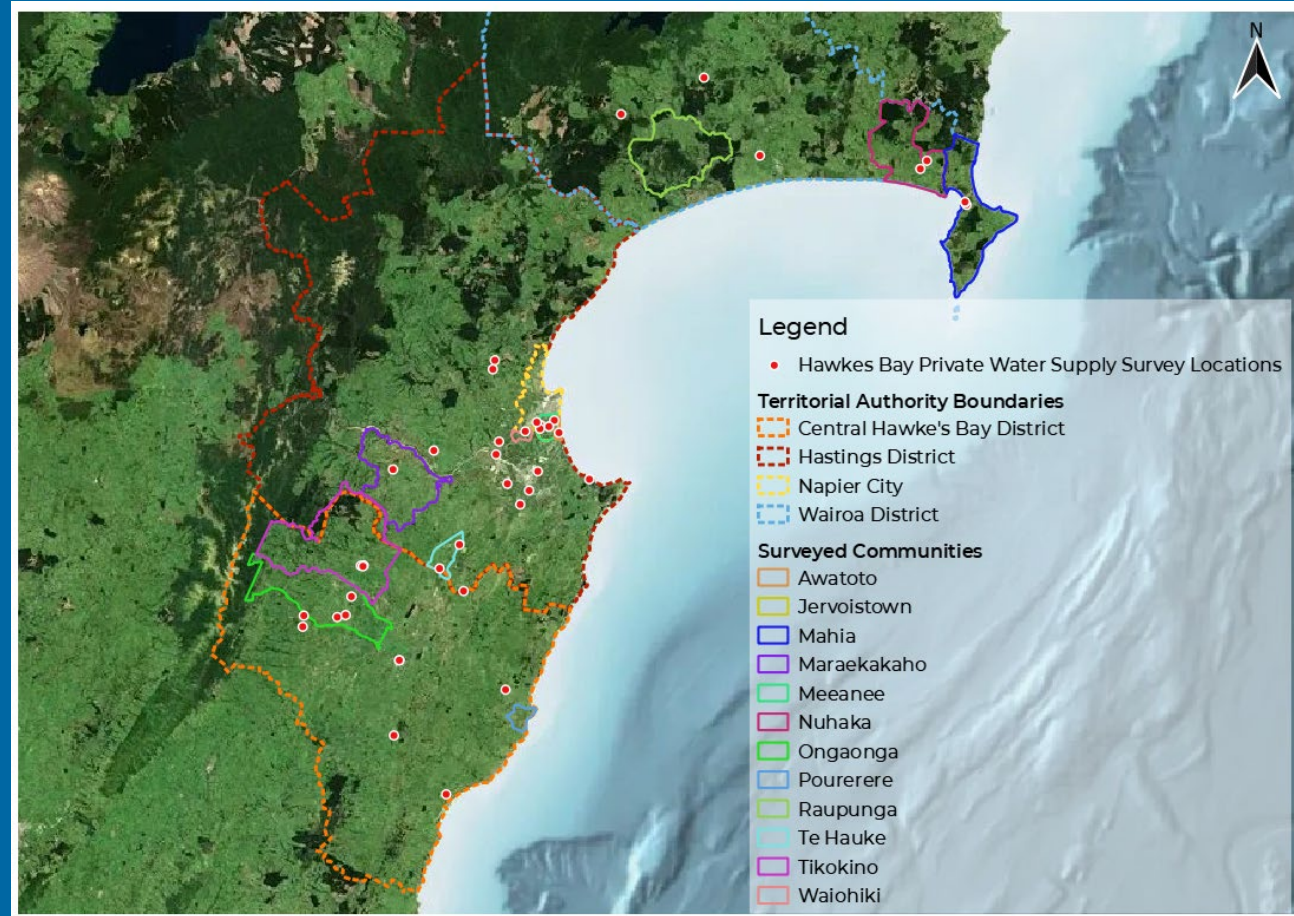 N
Legend
Hawkes Bay Private Water Supply Survey Locations
Territorial Authority Boundaries
Central Hawke's Bay District
Hastings District
Napier City
Wairoa District
Surveyed Communities
Awatoto
Jervoistown
Mahia
Maraekakaho
Meeanee
Nuhaka
Ongaonga
Pourerere
Raupunga
Te Hauke
Tikokino
Waiohiki